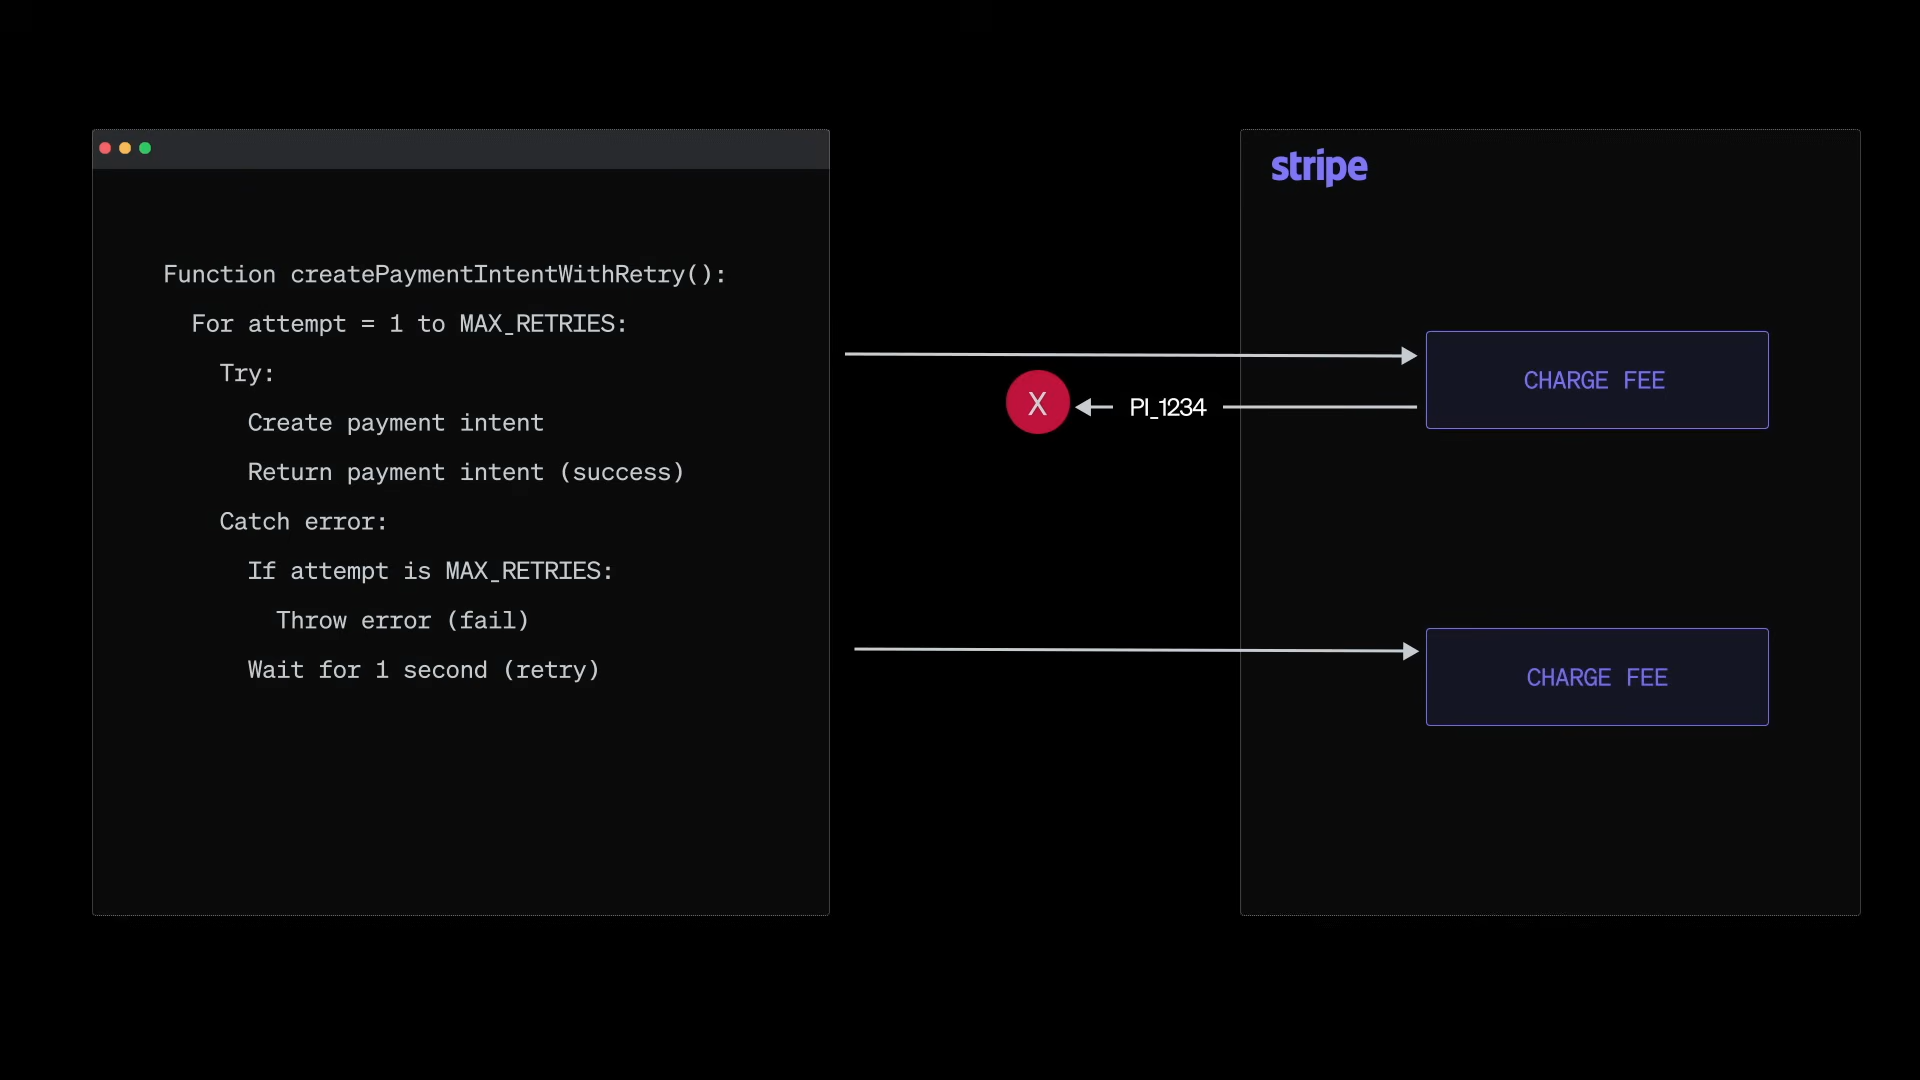 stripe
Function createPaymentIntentWithRetry():
For attempt = 1 to MAX_RETRIES:
Try:
Create payment intent
Return payment intent (success)
Catch error:
If attempt is MAX_RETRIES:
Throw error (fail)
Wait for 1 second (retry)
X
PI_1234
CHARGE FEE
CHARGE FEE